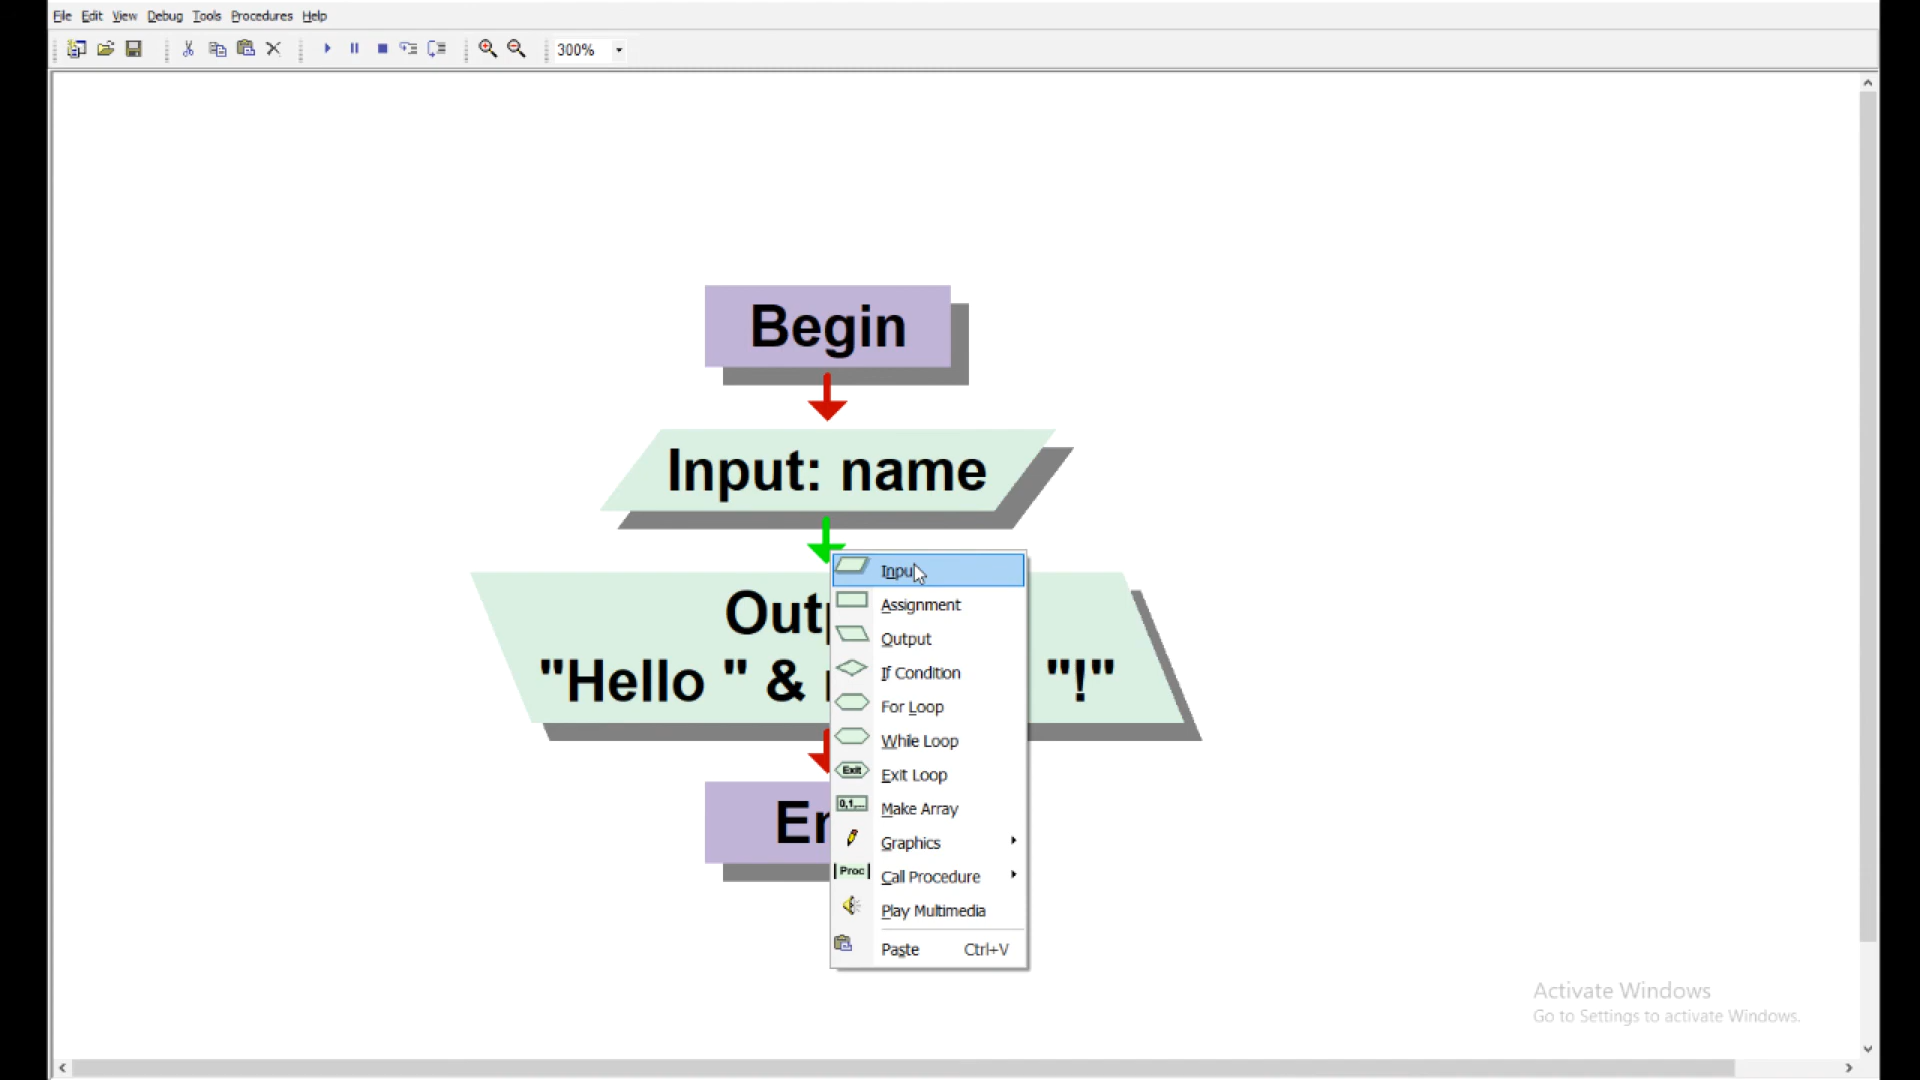 File Edit View Debug Tools Procedures Help
300%
Begin
Input: name
Input
Assignment
Output
"Hello " & "!"
If Condition
For Loop
While Loop
Exit Exit Loop
0,1,... Make Array
Graphics
Proc Call Procedure
Play Multimedia
Paste Ctrl+V
Activate Windows
Go to Settings to activate Windows.